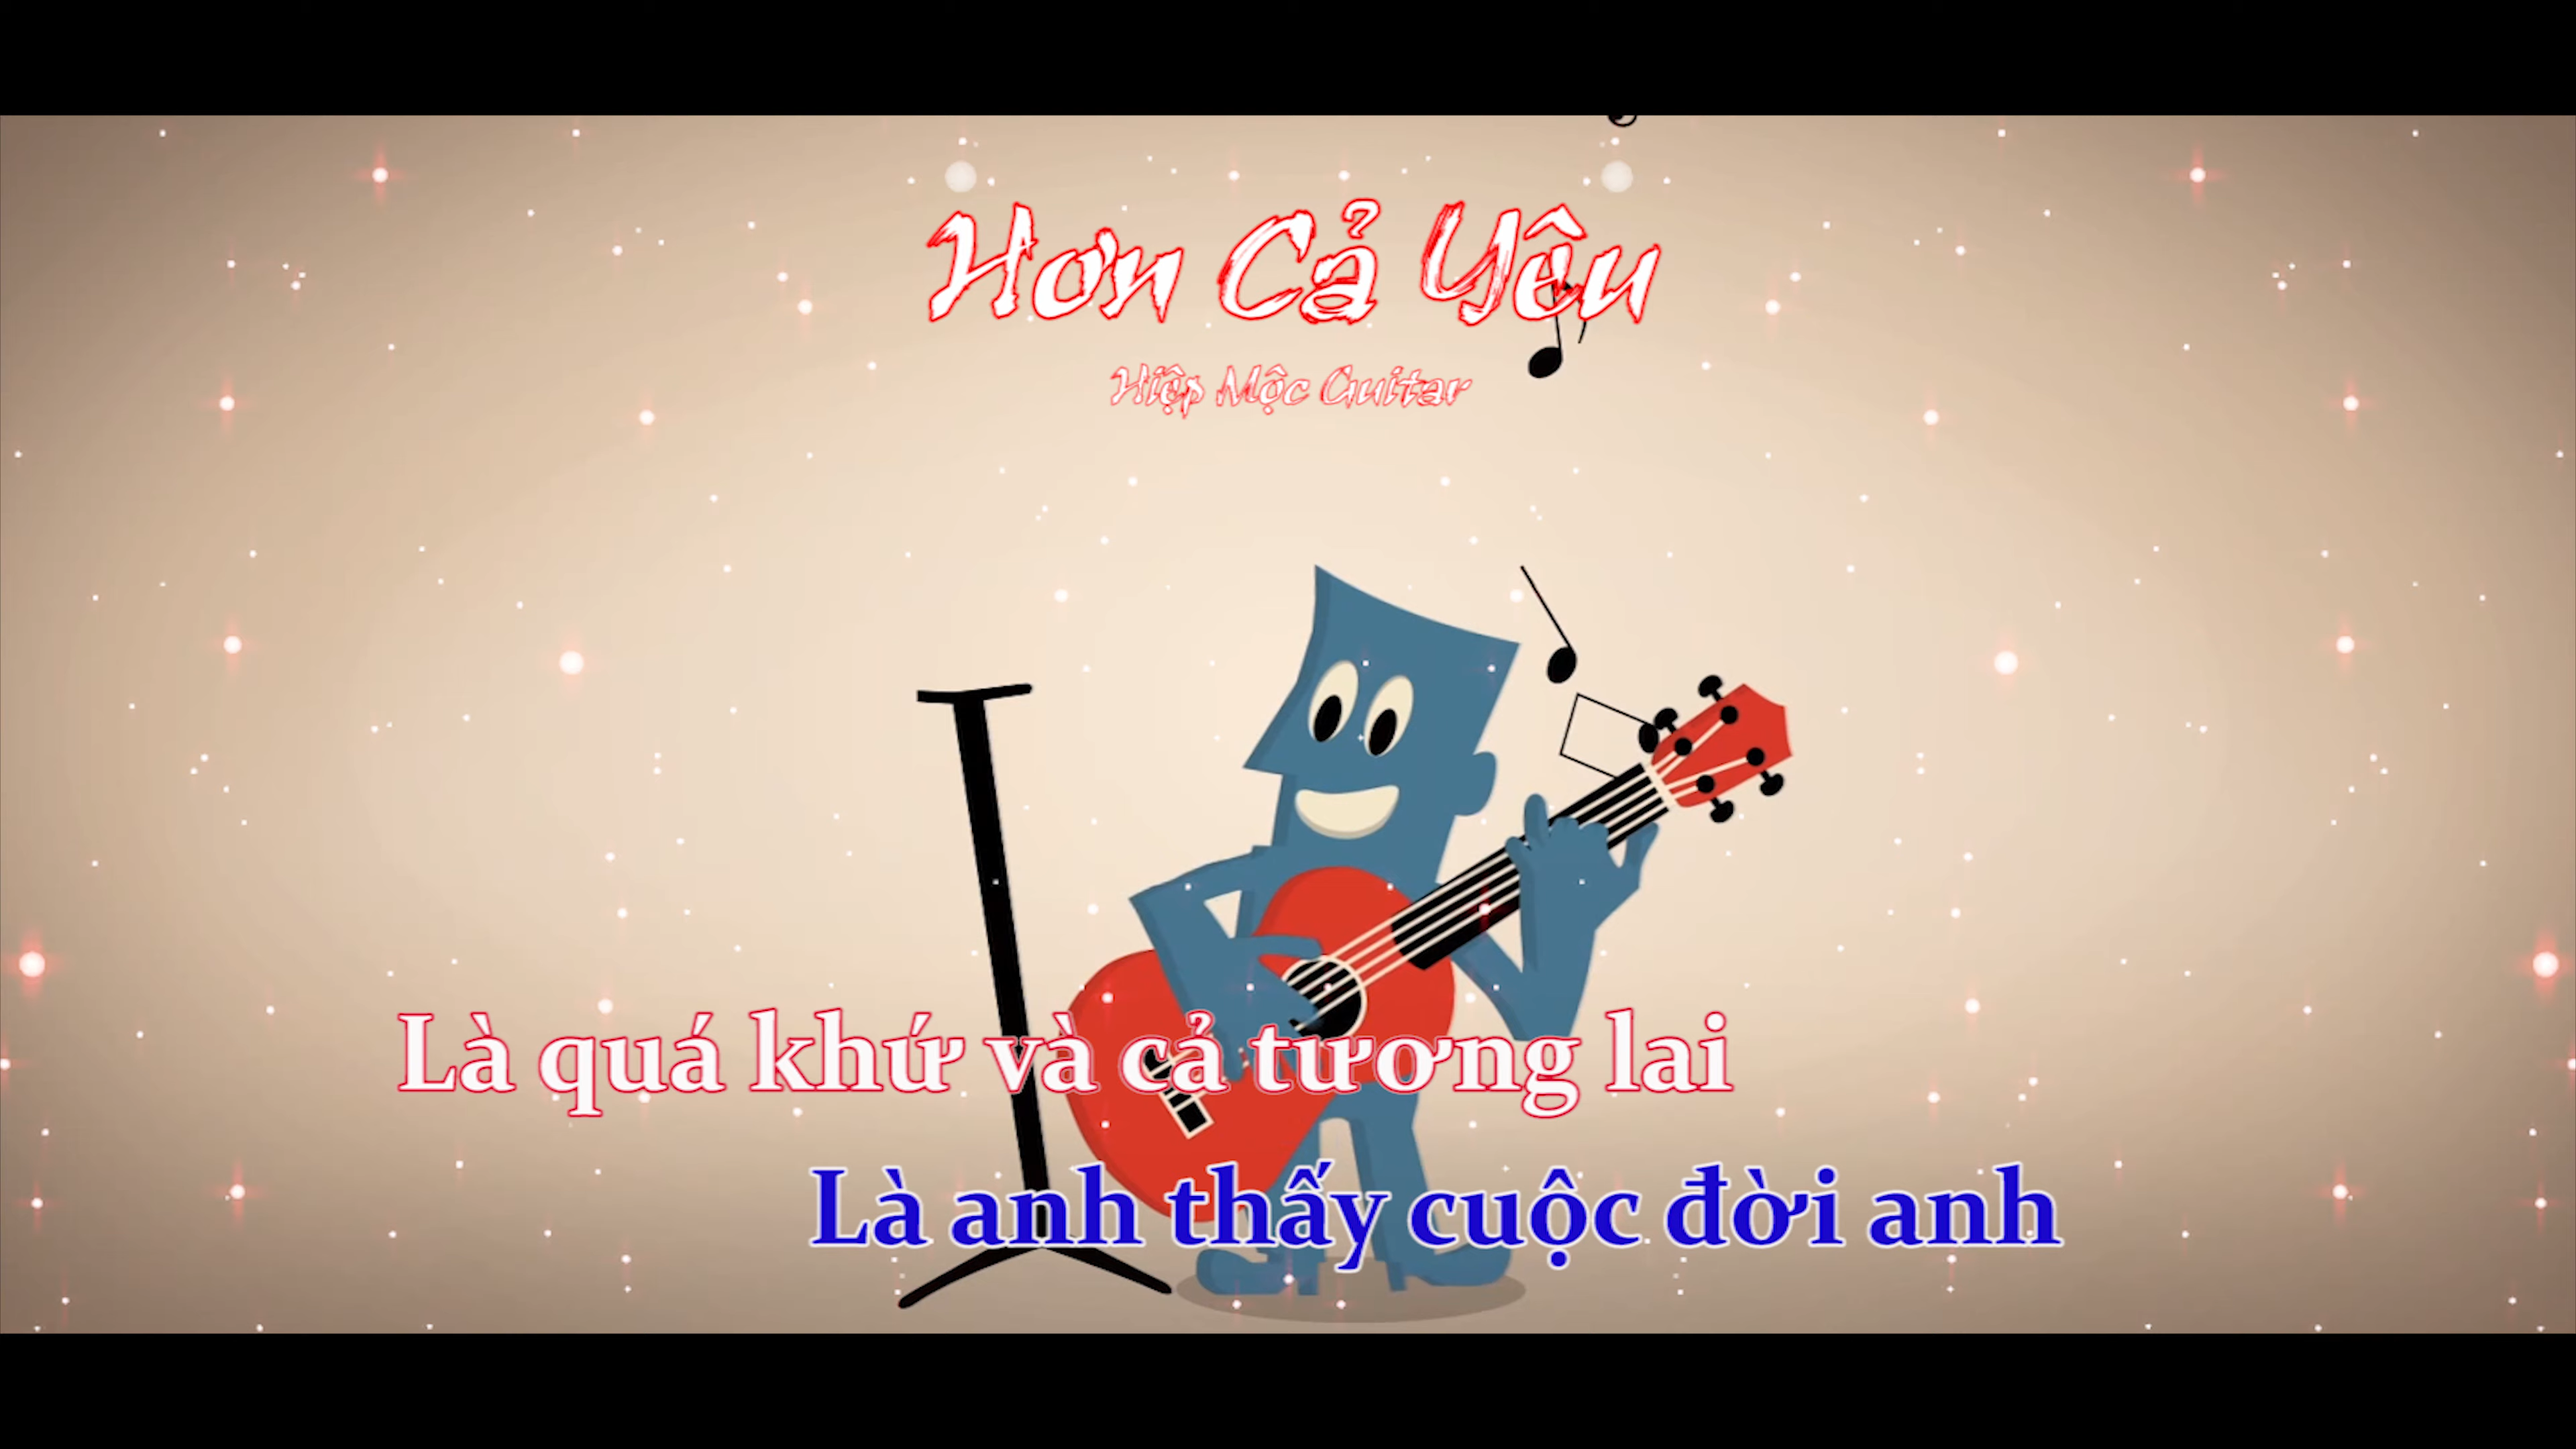 Hơn Cả Yêu
Hiệp Mộc Guitar
Là quá khứ và cả tương lai
Là anh thấy cuộc đời anh